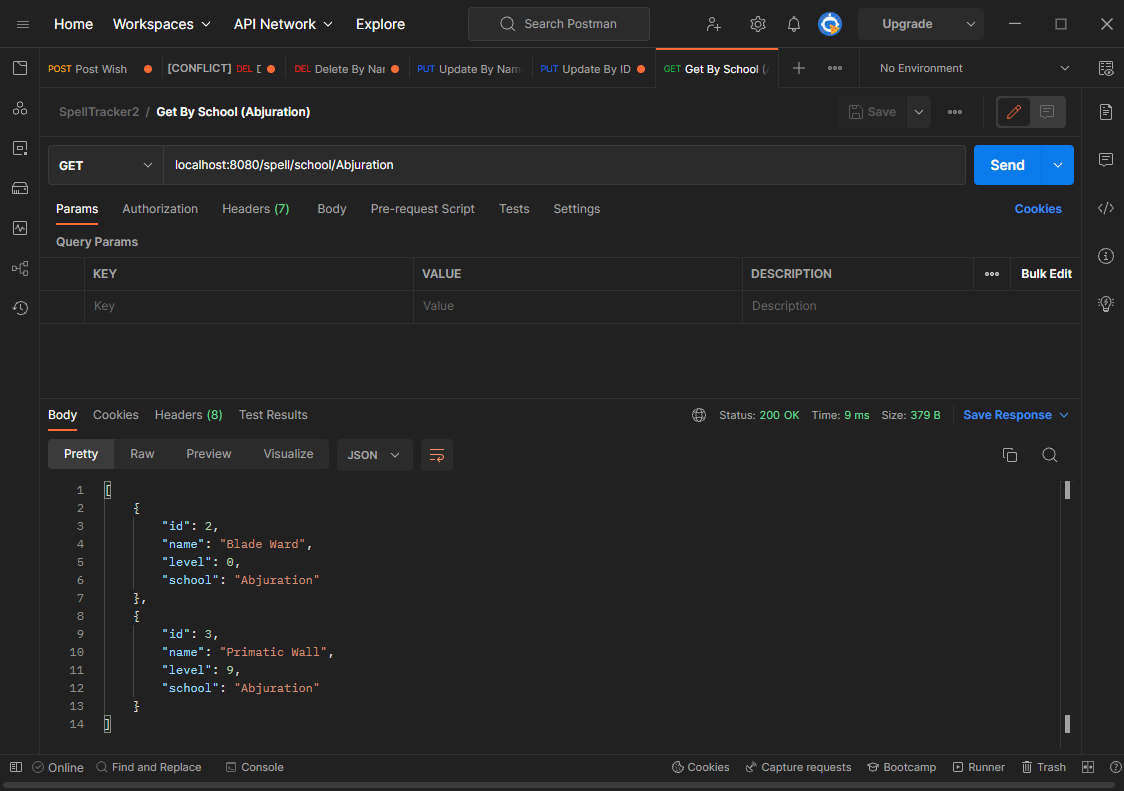 Home Workspaces API Network Explore Search Postman Upgrade
POST Post Wish [CONFLICT] DEL DEL Delete By Nar PUT Update By Nam PUT Update By ID GET Get By School ( No Environment
SpellTracker2 / Get By School (Abjuration) Save
GET localhost:8080/spell/school/Abjuration Send
Params Authorization Headers (7) Body Pre-request Script Tests Settings Cookies
Query Params
KEY VALUE DESCRIPTION Bulk Edit
Key Value Description
Body Cookies Headers (8) Test Results Status: 200 OK Time: 9 ms Size: 379 B Save Response
Pretty Raw Preview Visualize JSON
1 [
2 {
3 "id": 2,
4 "name": "Blade Ward",
5 "level": 0,
6 "school": "Abjuration"
7 },
8 {
9 "id": 3,
10 "name": "Primatic Wall",
11 "level": 9,
12 "school": "Abjuration"
13 }
14 ]
Online Find and Replace Console Cookies Capture requests Bootcamp Runner Trash